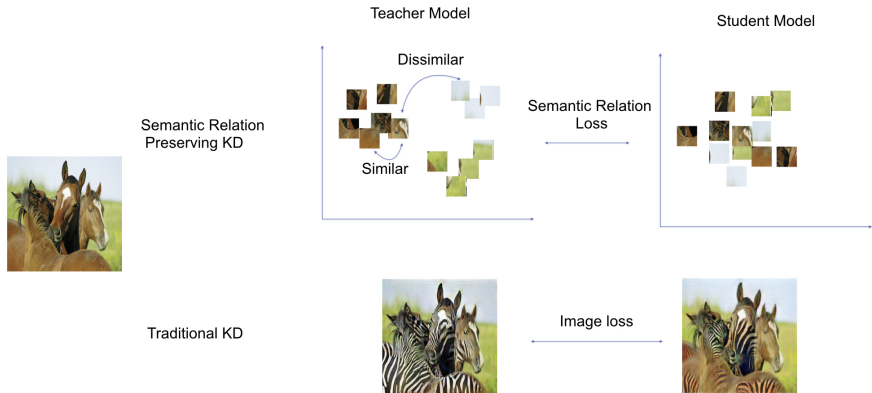 Teacher Model
Student Model
Dissimilar
Semantic Relation
Preserving KD
Semantic Relation
Loss
Similar
Traditional KD
Image loss